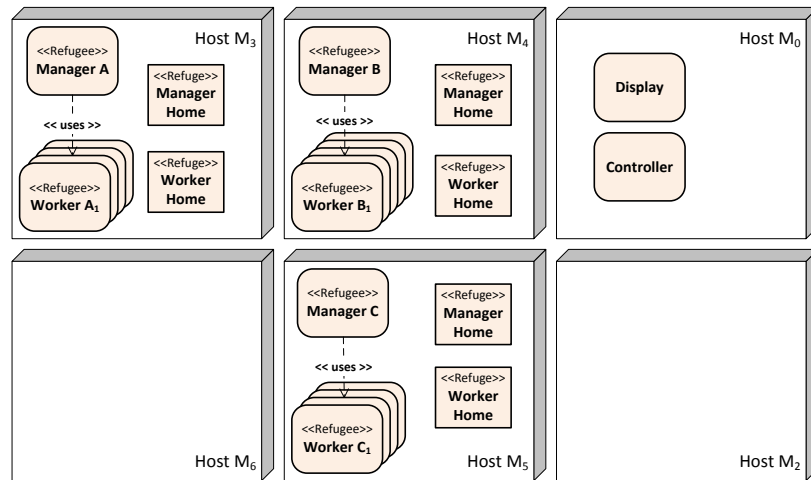 Host M₃
<<Refugee>>
Manager A
<< uses >>
<<Refugee>>
Worker A₁
<<Refuge>>
Manager
Home
<<Refuge>>
Worker
Home
Host M₄
<<Refugee>>
Manager B
<< uses >>
<<Refugee>>
Worker B₁
<<Refuge>>
Manager
Home
<<Refuge>>
Worker
Home
Host M₀
Display
Controller
Host M₆
<<Refugee>>
Manager C
<< uses >>
<<Refugee>>
Worker C₁
<<Refuge>>
Manager
Home
<<Refuge>>
Worker
Home
Host M₅
Host M₂